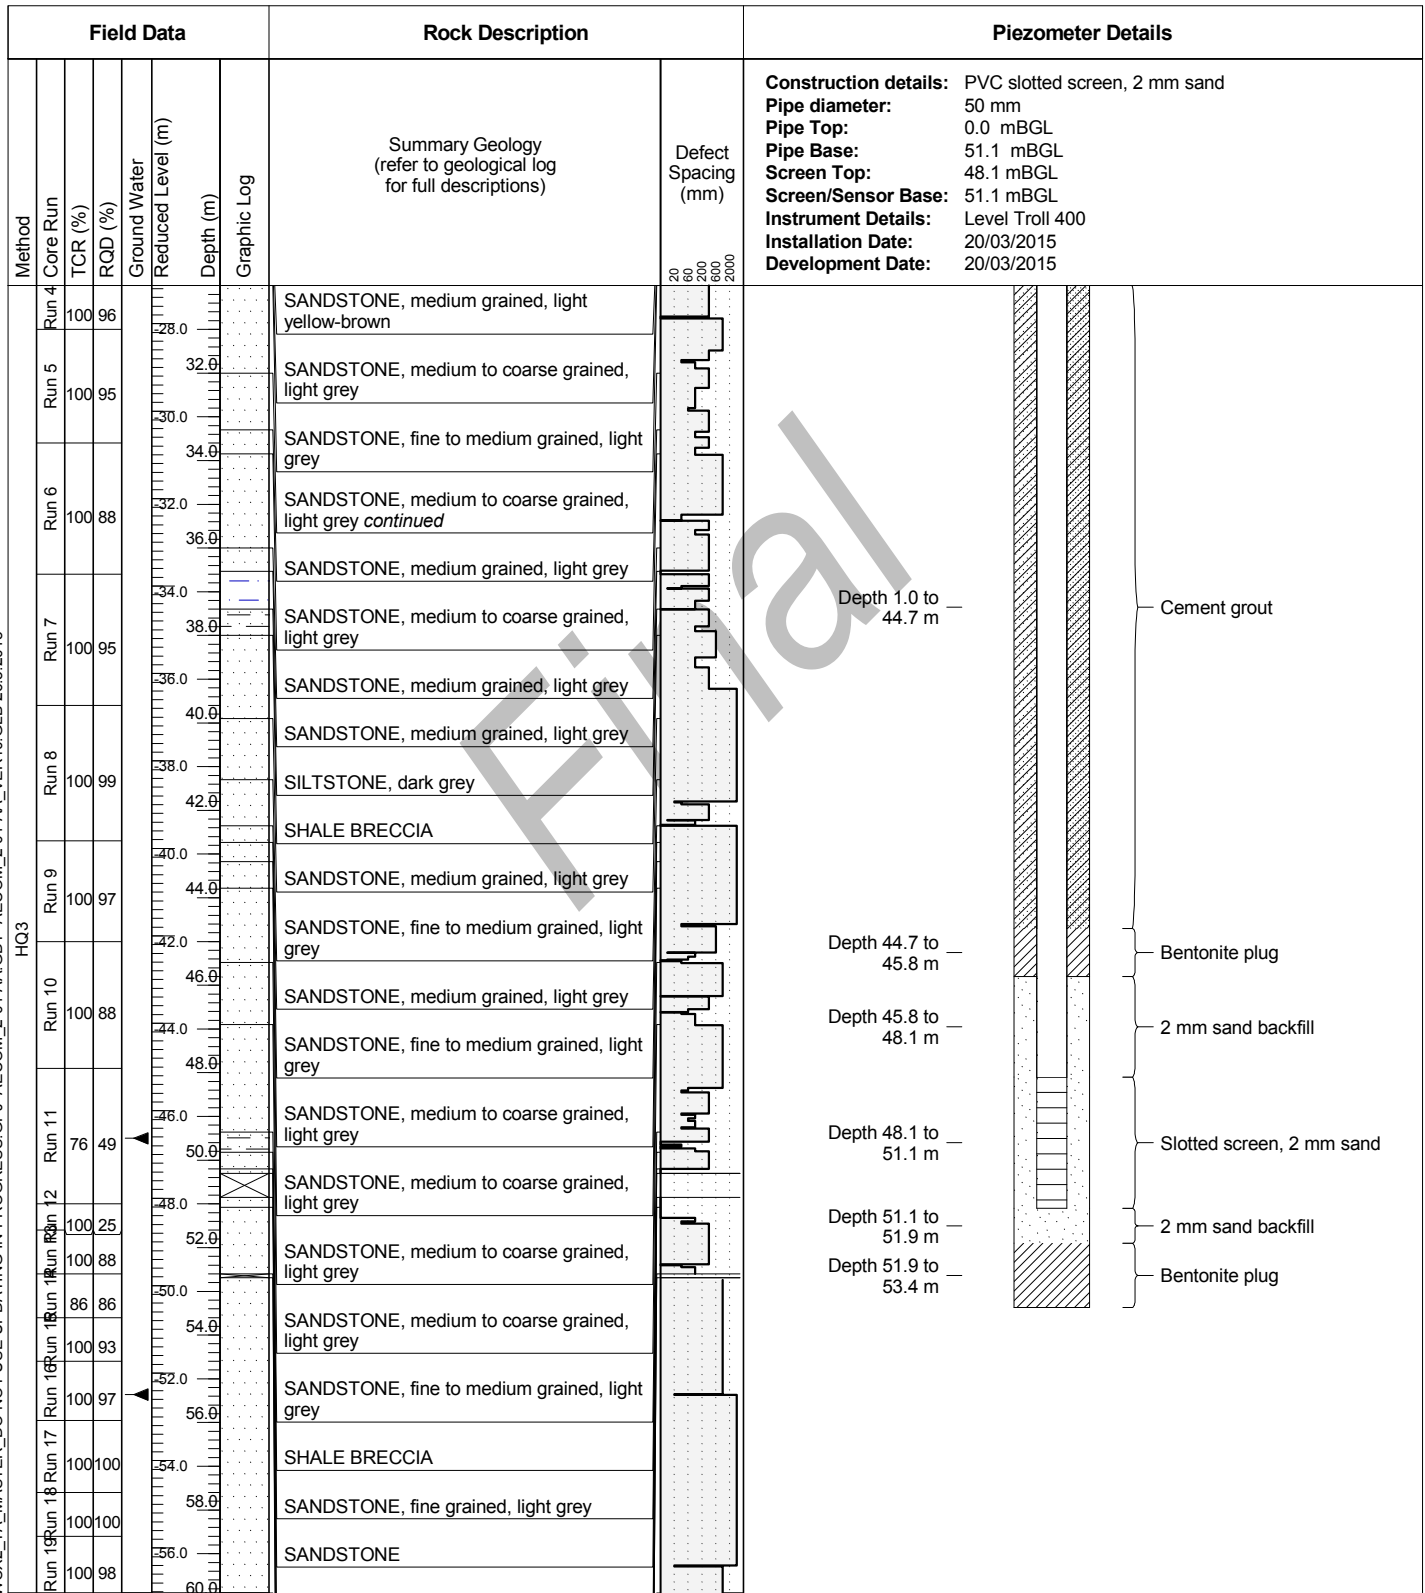 Field Data
Rock Description
Piezometer Details
Method
Core Run
TCR (%)
RQD (%)
Ground Water
Reduced Level (m)
Depth (m)
Graphic Log
Summary Geology
(refer to geological log
for full descriptions)
Defect
Spacing
(mm)
20
60
200
600
2000
Construction details: PVC slotted screen, 2 mm sand
Pipe diameter: 50 mm
Pipe Top: 0.0 mBGL
Pipe Base: 51.1 mBGL
Screen Top: 48.1 mBGL
Screen/Sensor Base: 51.1 mBGL
Instrument Details: Level Troll 400
Installation Date: 20/03/2015
Development Date: 20/03/2015
HQ3
Run 4 100 96
Run 5 100 95
Run 6 100 88
Run 7 100 95
Run 8 100 99
Run 9 100 97
Run 10 100 88
Run 11 76 49
Run 12 100 25
Run 13 100 88
Run 14 86 86
Run 15 100 93
Run 16 100 97
Run 17 100 100
Run 18 100 100
Run 19 100 98
-28.0
32.0
-30.0
34.0
-32.0
36.0
-34.0
38.0
-36.0
40.0
-38.0
42.0
-40.0
44.0
-42.0
46.0
-44.0
48.0
-46.0
50.0
-48.0
52.0
-50.0
54.0
-52.0
56.0
-54.0
58.0
-56.0
60.0
SANDSTONE, medium grained, light
yellow-brown
SANDSTONE, medium to coarse grained,
light grey
SANDSTONE, fine to medium grained, light
grey
SANDSTONE, medium to coarse grained,
light grey continued
SANDSTONE, medium grained, light grey
SANDSTONE, medium to coarse grained,
light grey
SANDSTONE, medium grained, light grey
SANDSTONE, medium grained, light grey
SILTSTONE, dark grey
SHALE BRECCIA
SANDSTONE, medium grained, light grey
SANDSTONE, fine to medium grained, light
grey
SANDSTONE, medium grained, light grey
SANDSTONE, fine to medium grained, light
grey
SANDSTONE, medium to coarse grained,
light grey
SANDSTONE, medium to coarse grained,
light grey
SANDSTONE, medium to coarse grained,
light grey
SANDSTONE, medium to coarse grained,
light grey
SANDSTONE, fine to medium grained, light
grey
SHALE BRECCIA
SANDSTONE, fine grained, light grey
SANDSTONE
Final
Depth 1.0 to
44.7 m
Cement grout
Depth 44.7 to
45.8 m
Bentonite plug
Depth 45.8 to
48.1 m
2 mm sand backfill
Depth 48.1 to
51.1 m
Slotted screen, 2 mm sand
Depth 51.1 to
51.9 m
2 mm sand backfill
Depth 51.9 to
53.4 m
Bentonite plug